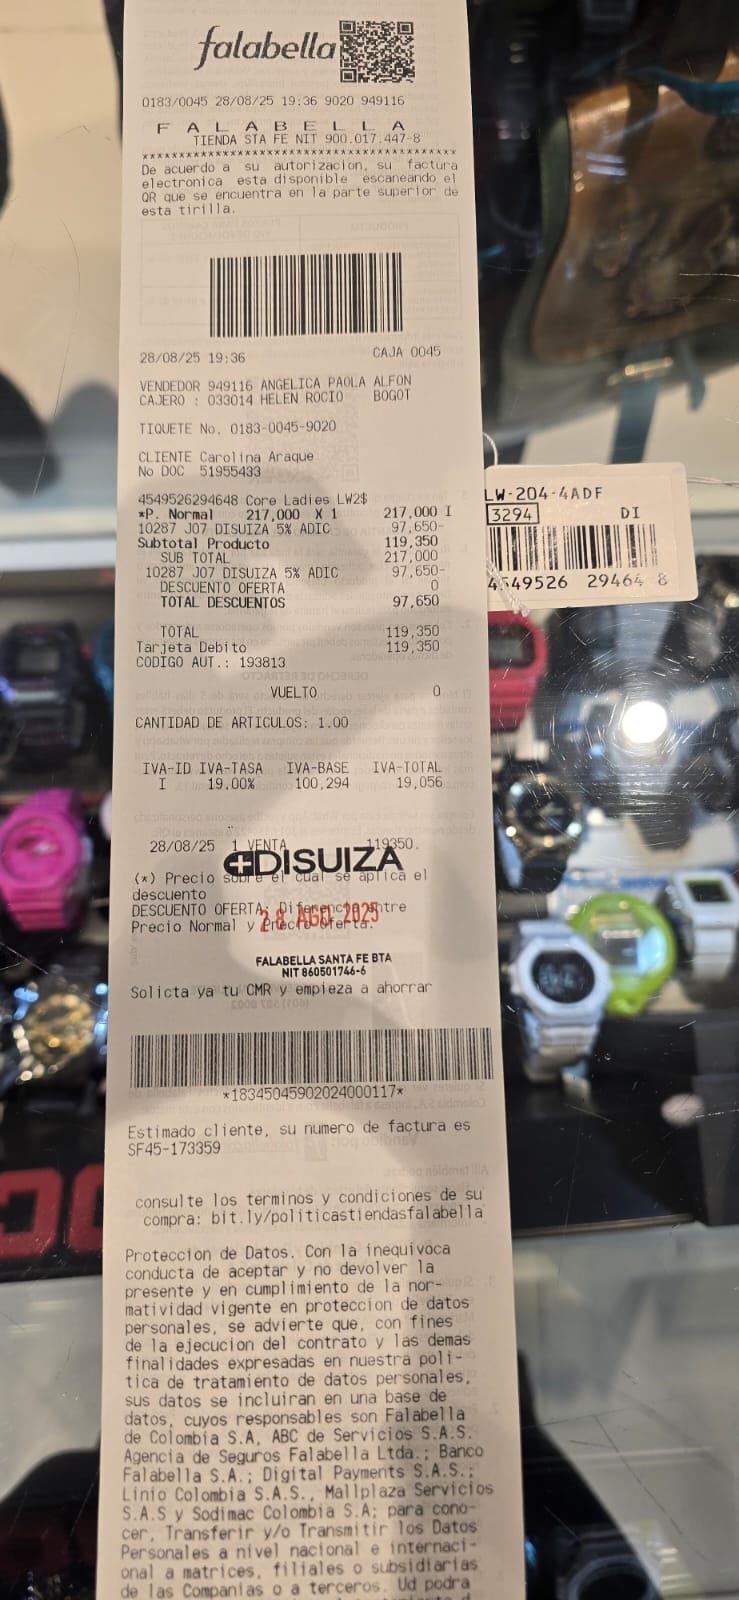 falabella
0183/0045 28/08/25 19:36 9020 949116
F A L A B E L L A
TIENDA STA FE NIT 900.017.447-8
******************************************
De acuerdo a su autorizacion, su factura
electronica esta disponible escaneando el
QR que se encuentra en la parte superior de
esta tirilla.
28/08/25 19:36 CAJA 0045
VENDEDOR 949116 ANGELICA PAOLA ALFON
CAJERO : 033014 HELEN ROCIO BOGOT
TIQUETE No. 0183-0045-9020
CLIENTE Carolina Araque
No DOC 51955433
4549526294648 Core Ladies LW2$
*P. Normal 217,000 X 1 217,000 I
10287 J07 DISUIZA 5% ADIC 97,650-
Subtotal Producto 119,350
SUB TOTAL 217,000
10287 J07 DISUIZA 5% ADIC 97,650-
DESCUENTO OFERTA 0
TOTAL DESCUENTOS 97,650
TOTAL 119,350
Tarjeta Debito 119,350
CODIGO AUT.: 193813
VUELTO 0
CANTIDAD DE ARTICULOS: 1.00
IVA-ID IVA-TASA IVA-BASE IVA-TOTAL
I 19.00% 100,294 19,056
28/08/25 1 VENTA 119350.
DISUIZA
(*) Precio sobre el cual se aplica el
descuento
DESCUENTO OFERTA: Diferencia entre
28 AGO 2025
Precio Normal y Precio Oferta.
FALABELLA SANTA FE BTA
NIT 860501746-6
Solicta ya tu CMR y empieza a ahorrar
*18345045902024000117*
Estimado cliente, su numero de factura es
SF45-173359
consulte los terminos y condiciones de su
compra: bit.ly/politicastiendasfalabella
Proteccion de Datos. Con la inequivoca
conducta de aceptar y no devolver la
presente y en cumplimiento de la nor-
matividad vigente en proteccion de datos
personales, se advierte que, con fines
de la ejecucion del contrato y las demas
finalidades expresadas en nuestra poli-
tica de tratamiento de datos personales,
sus datos se incluiran en una base de
datos, cuyos responsables son Falabella
de Colombia S.A, ABC de Servicios S.A.S.
Agencia de Seguros Falabella Ltda.; Banco
Falabella S.A.; Digital Payments S.A.S.;
Linio Colombia S.A.S., Mallplaza Servicios
S.A.S y Sodimac Colombia S.A; para cono-
cer, Transferir y/o Transmitir los Datos
Personales a nivel nacional e internaci-
onal a matrices, filiales o subsidiarias
de las Companias o a terceros. Ud podra
LW-204-4ADF
3294 DI
4549526 29464 8